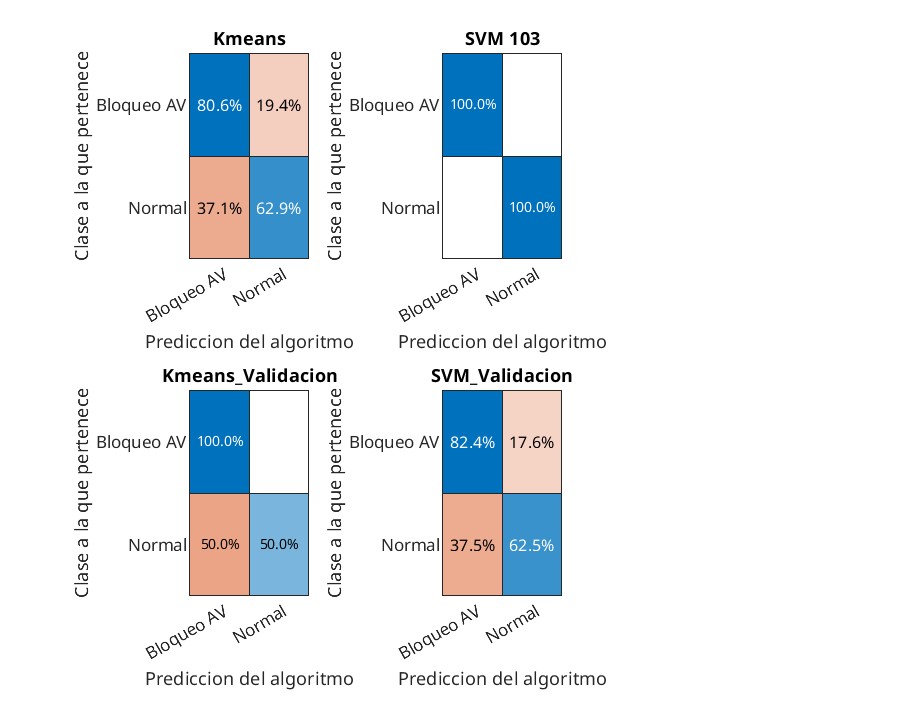 Kmeans
Clase a la que pertenece
Bloqueo AV
80.6%
19.4%
Normal
37.1%
62.9%
Bloqueo AV
Normal
Prediccion del algoritmo
SVM 103
Clase a la que pertenece
Bloqueo AV
100.0%
Normal
100.0%
Bloqueo AV
Normal
Prediccion del algoritmo
Kmeans_Validacion
Clase a la que pertenece
Bloqueo AV
100.0%
Normal
50.0%
50.0%
Bloqueo AV
Normal
Prediccion del algoritmo
SVM_Validacion
Clase a la que pertenece
Bloqueo AV
82.4%
17.6%
Normal
37.5%
62.5%
Bloqueo AV
Normal
Prediccion del algoritmo